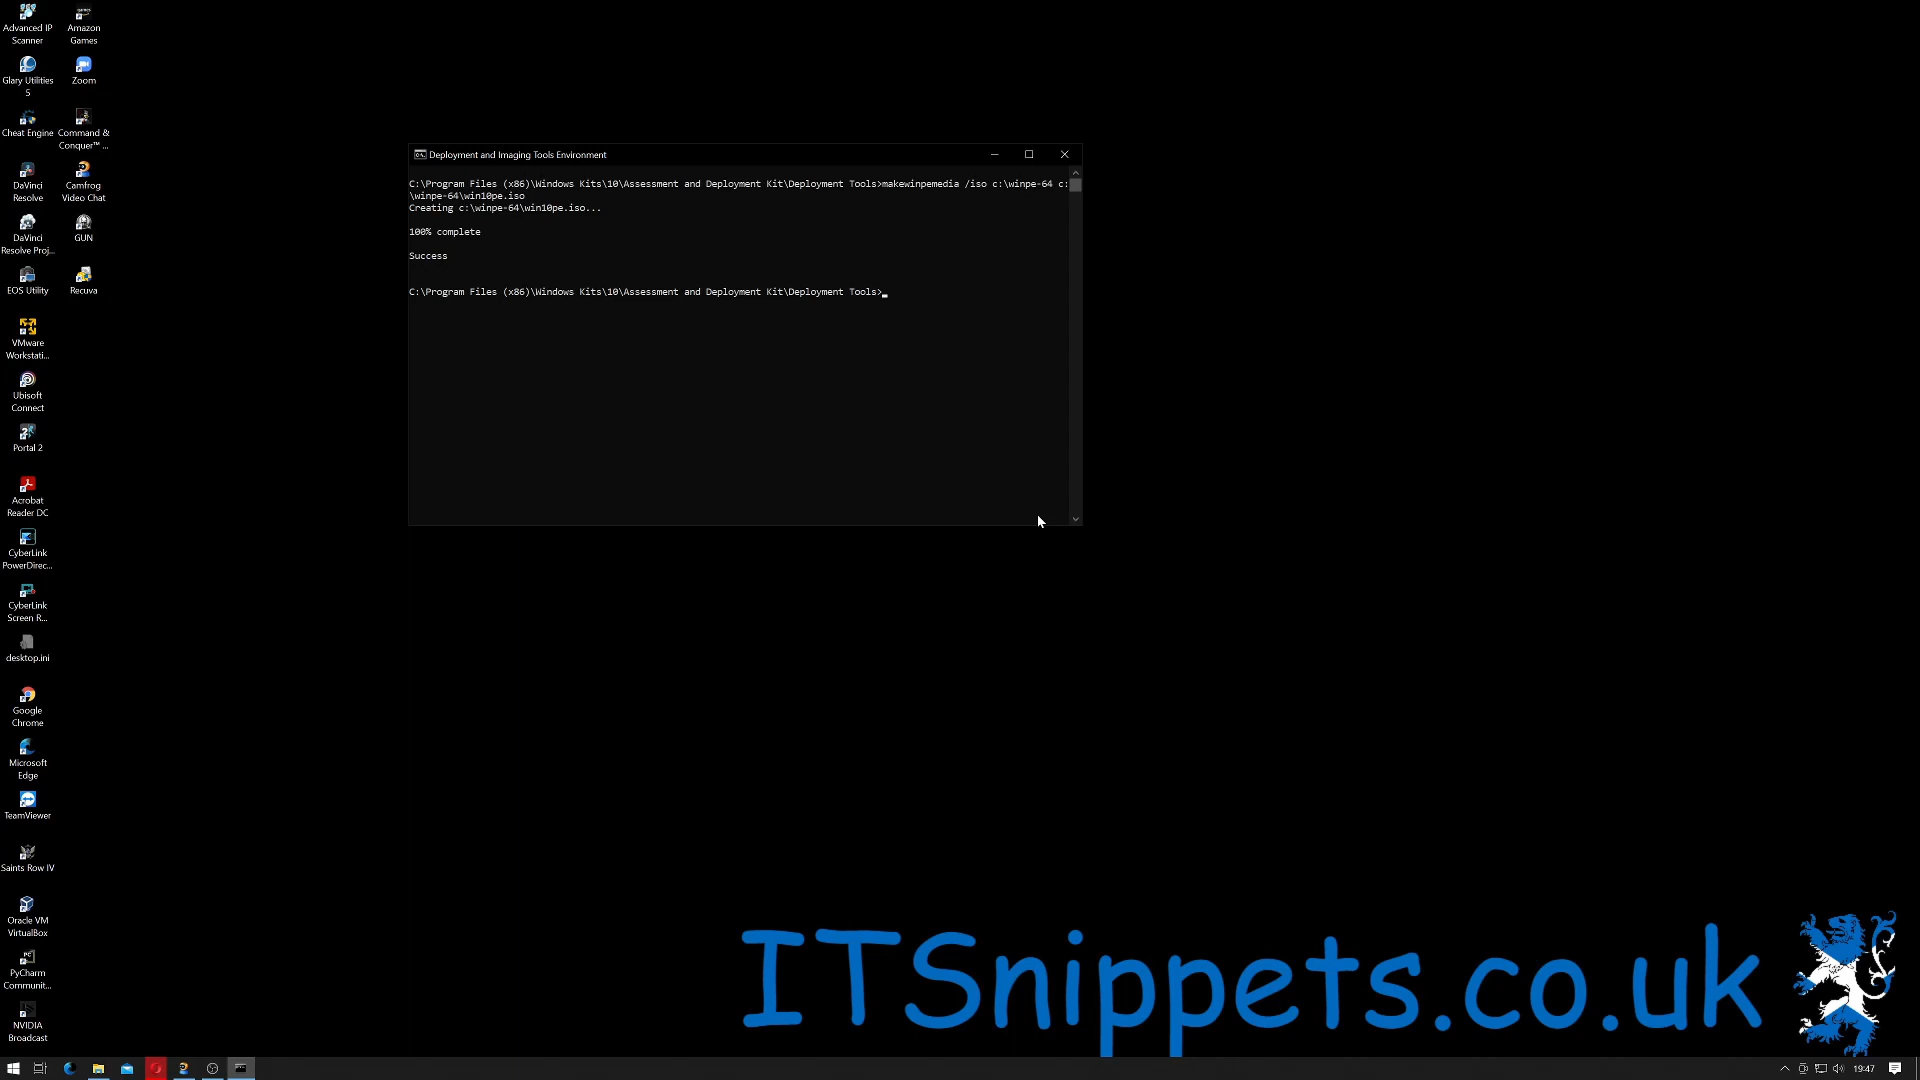 Advanced IP
Scanner
Amazon
Games
Glary Utilities
5
Zoom
Cheat Engine
Command &
Conquer™ ...
DaVinci
Resolve
Camfrog
Video Chat
DaVinci
Resolve Proj...
GUN
EOS Utility
Recuva
VMware
Workstati...
Ubisoft
Connect
Portal 2
Acrobat
Reader DC
CyberLink
PowerDirec...
CyberLink
Screen R...
desktop.ini
Google
Chrome
Microsoft
Edge
TeamViewer
Saints Row IV
Oracle VM
VirtualBox
PyCharm
Communit...
NVIDIA
Broadcast
Deployment and Imaging Tools Environment
C:\Program Files (x86)\Windows Kits\10\Assessment and Deployment Kit\Deployment Tools>makewinpemedia /iso c:\winpe-64 c:
\winpe-64\win10pe.iso
Creating c:\winpe-64\win10pe.iso...
100% complete
Success
C:\Program Files (x86)\Windows Kits\10\Assessment and Deployment Kit\Deployment Tools>
ITSnippets.co.uk
19:47